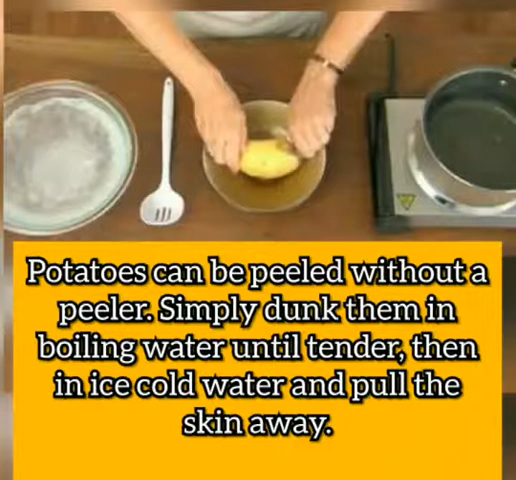 Potatoes can be peeled without a
peeler. Simply dunk them in
boiling water until tender, then
in ice cold water and pull the
skin away.